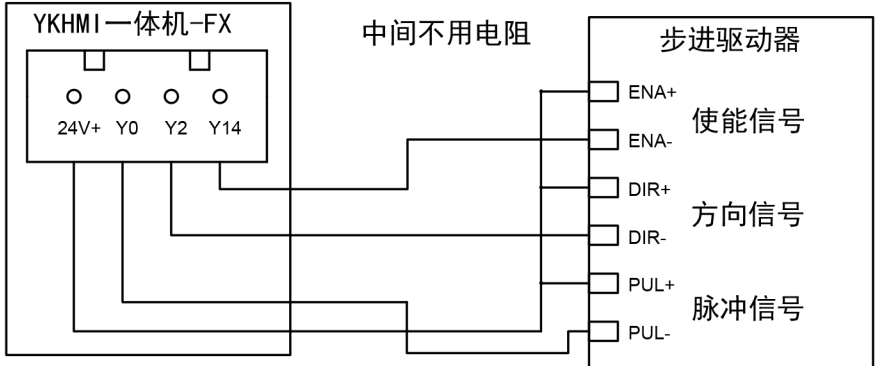 YKHMI一体机-FX
中间不用电阻
步进驱动器
24V+ Y0 Y2 Y14
ENA+
使能信号
ENA-
DIR+
方向信号
DIR-
PUL+
脉冲信号
PUL-